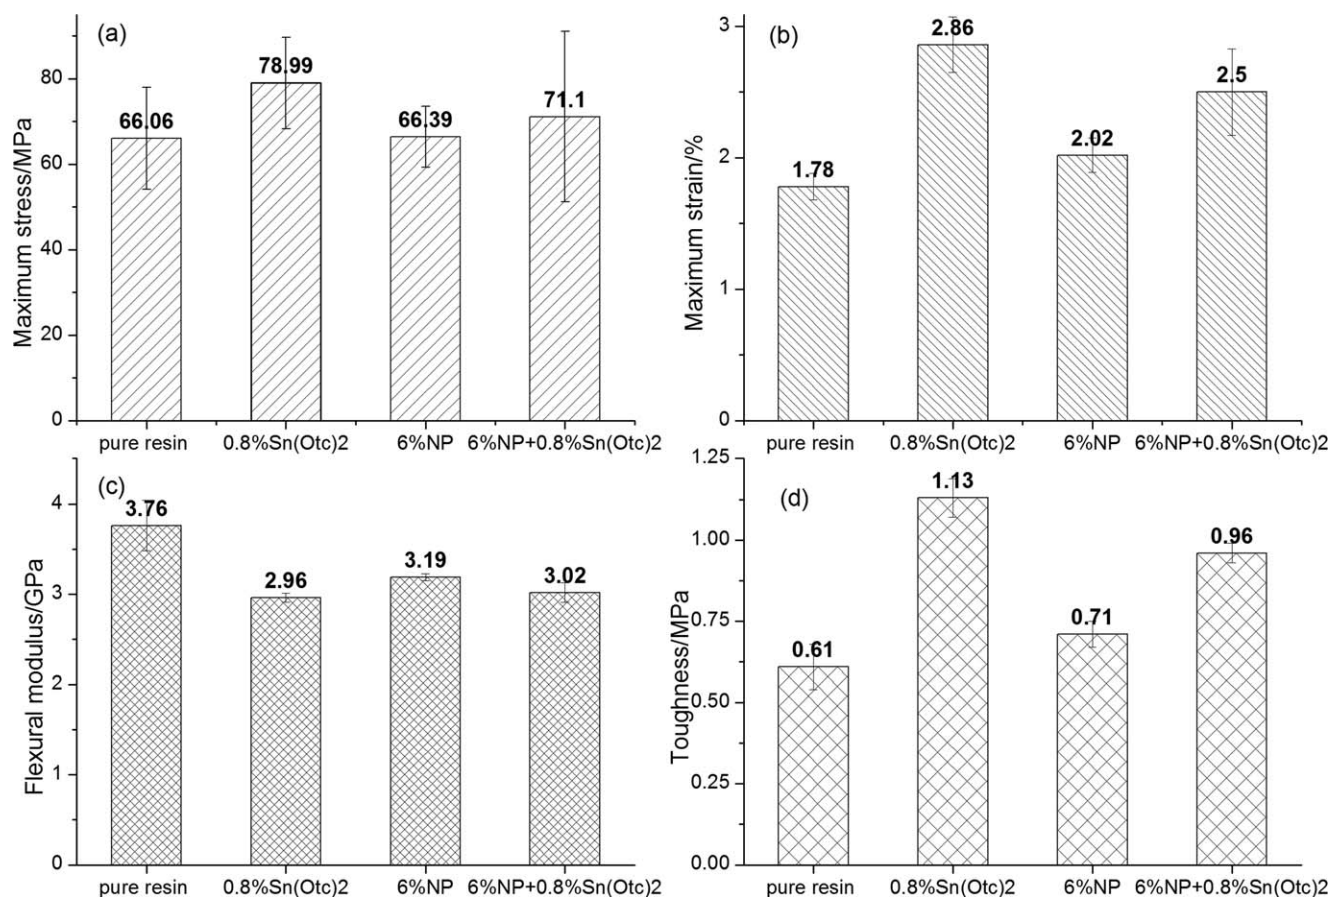 (a)
Maximum stress/MPa
80
60
40
20
0
66.06
78.99
66.39
71.1
pure resin
0.8%Sn(Otc)2
6%NP
6%NP+0.8%Sn(Otc)2
(b)
Maximum strain/%
3
2
1
0
1.78
2.86
2.02
2.5
pure resin
0.8%Sn(Otc)2
6%NP
6%NP+0.8%Sn(Otc)2
(c)
Flexural modulus/GPa
4
3
2
1
0
3.76
2.96
3.19
3.02
pure resin
0.8%Sn(Otc)2
6%NP
6%NP+0.8%Sn(Otc)2
(d)
Toughness/MPa
1.25
1.00
0.75
0.50
0.25
0.00
0.61
1.13
0.71
0.96
pure resin
0.8%Sn(Otc)2
6%NP
6%NP+0.8%Sn(Otc)2